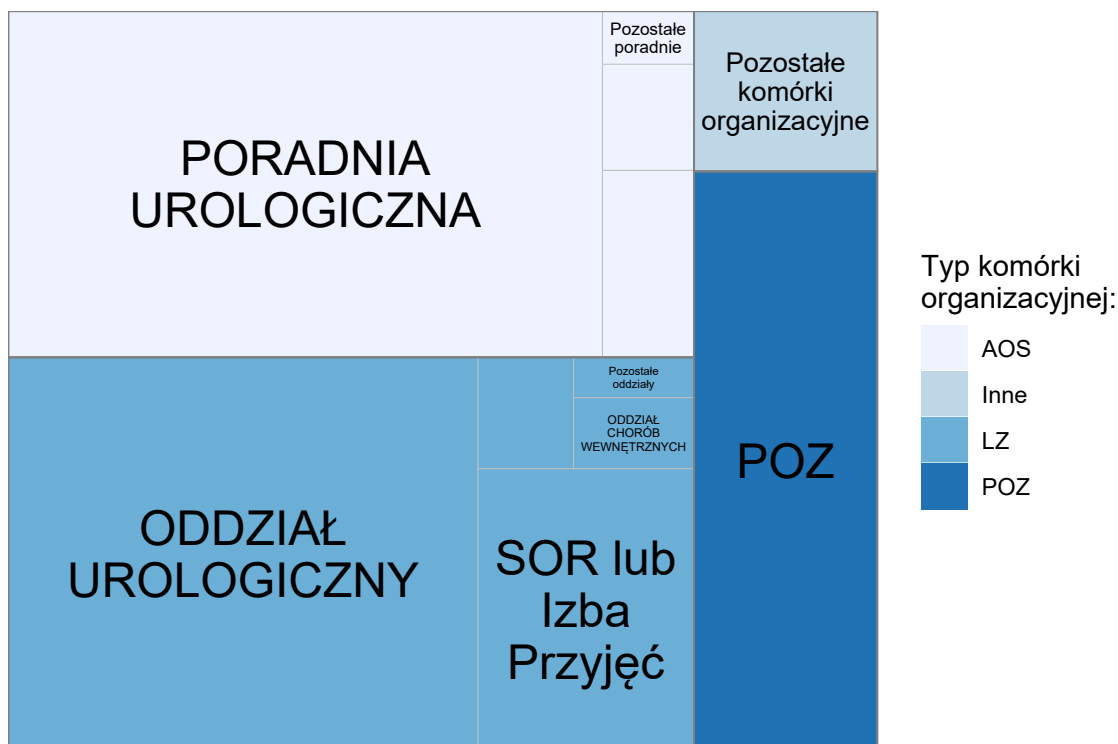 PORADNIA
UROLOGICZNA
Pozostałe
poradnie
Pozostałe
komórki
organizacyjne
ODDZIAŁ
UROLOGICZNY
Pozostałe
oddziały
ODDZIAŁ
CHORÓB
WEWNĘTRZNYCH
SOR lub
Izba
Przyjęć
POZ
Typ komórki
organizacyjnej:
AOS
Inne
LZ
POZ